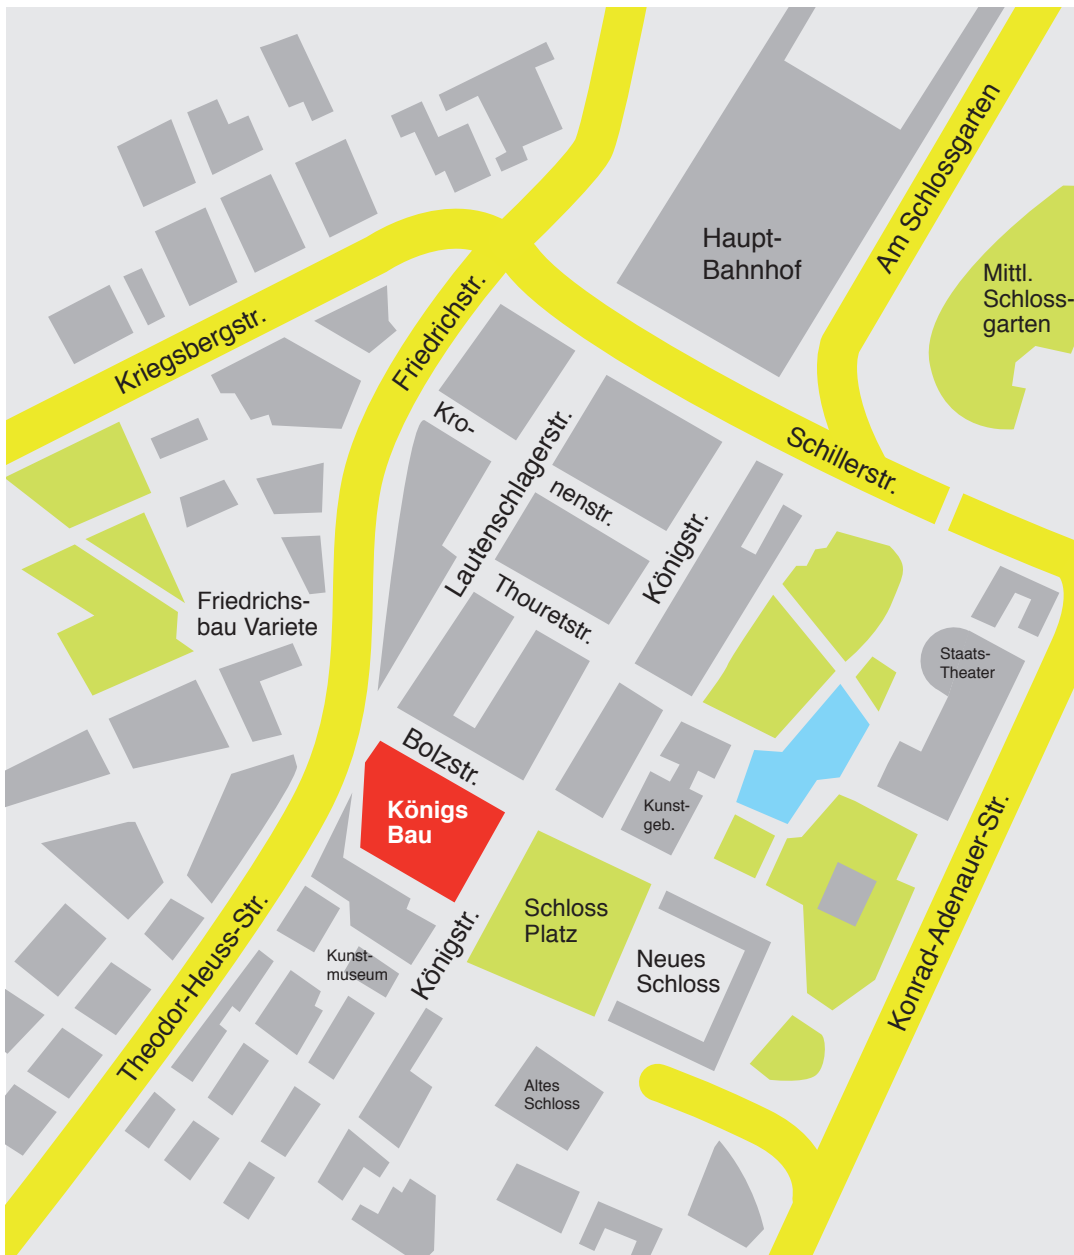 Haupt-
Bahnhof
Am Schlossgarten
Mittl.
Schloss-
garten
Kriegsbergstr.
Friedrichstr.
Kro-
nenstr.
Lautenschlagerstr.
Schillerstr.
Königstr.
Thouretstr.
Friedrichs-
bau Variete
Staats-
Theater
Bolzstr.
Königs
Bau
Kunst-
geb.
Schloss
Platz
Neues
Schloss
Konrad-Adenauer-Str.
Theodor-Heuss-Str.
Kunst-
museum
Königstr.
Altes
Schloss